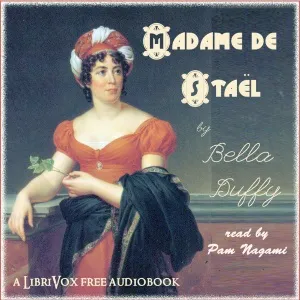 MADAME DE
STAËL
by
Bella
Duffy
read by
Pam Nagami
A LIBRIVOX FREE AUDIOBOOK